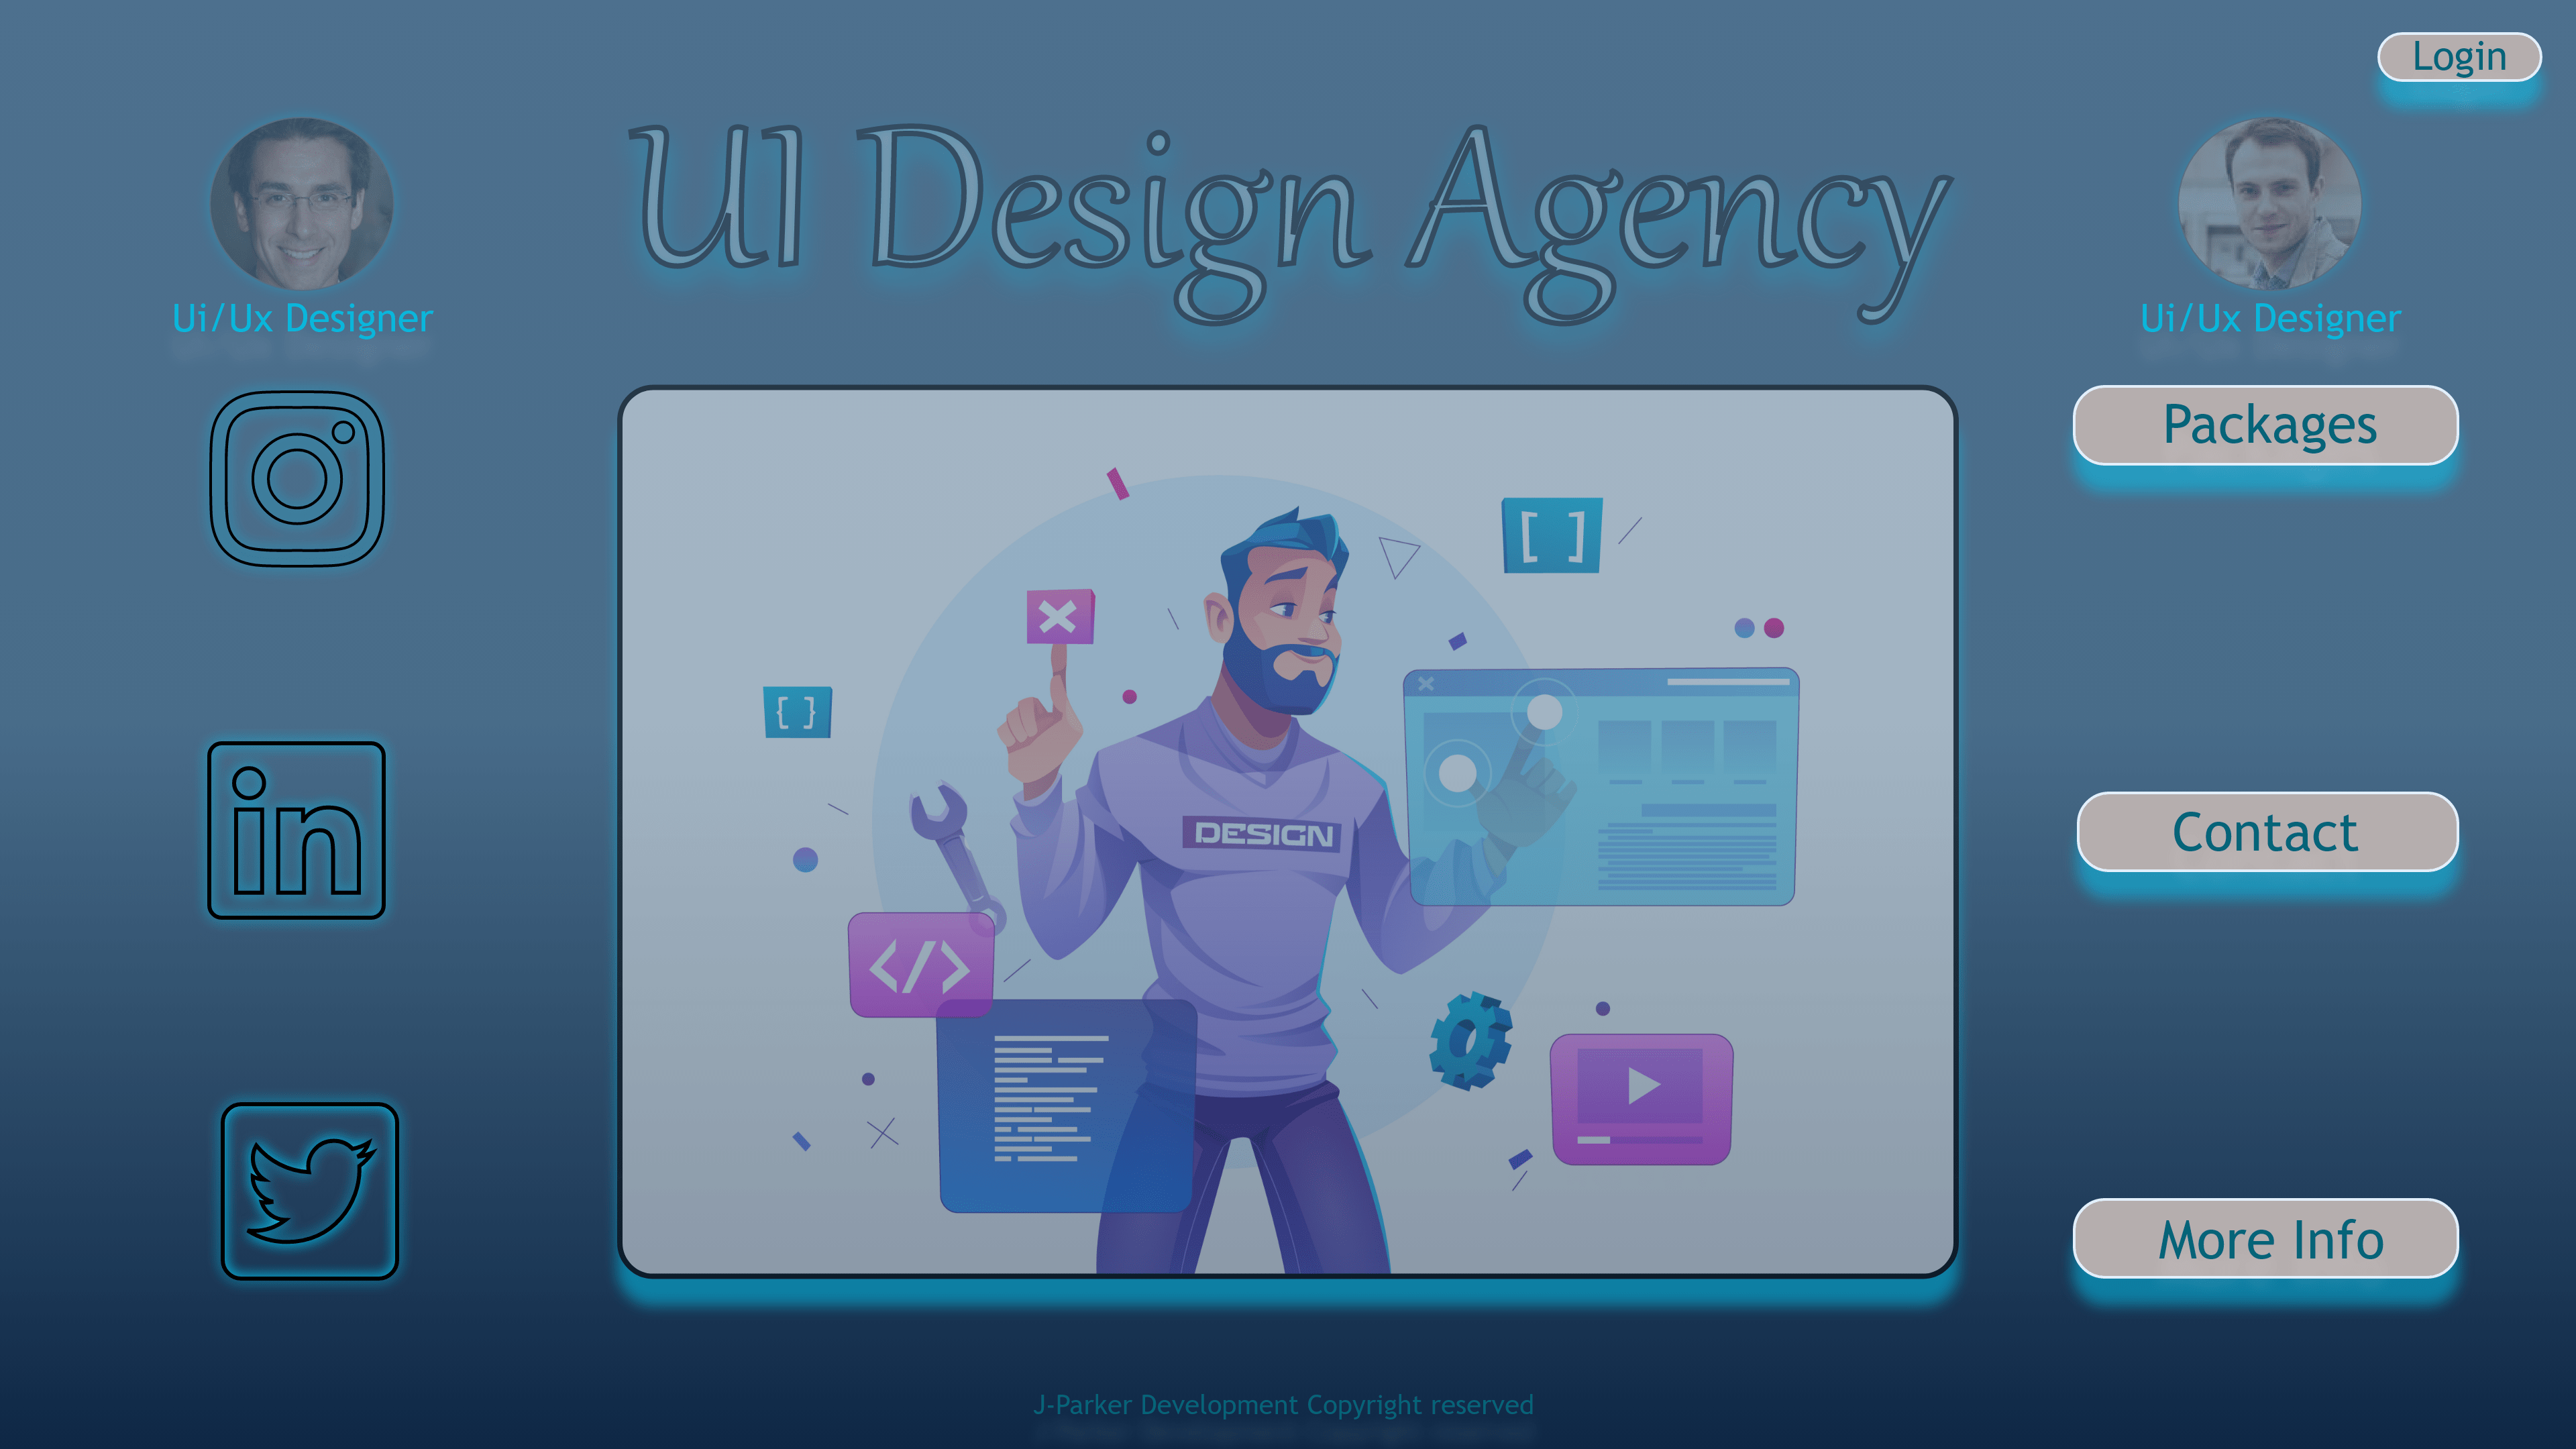 Login
UI Design Agency
Ui/Ux Designer
Ui/Ux Designer
Packages
[ ]
{ }
DESIGN
in
Contact
</>
More Info
J-Parker Development Copyright reserved